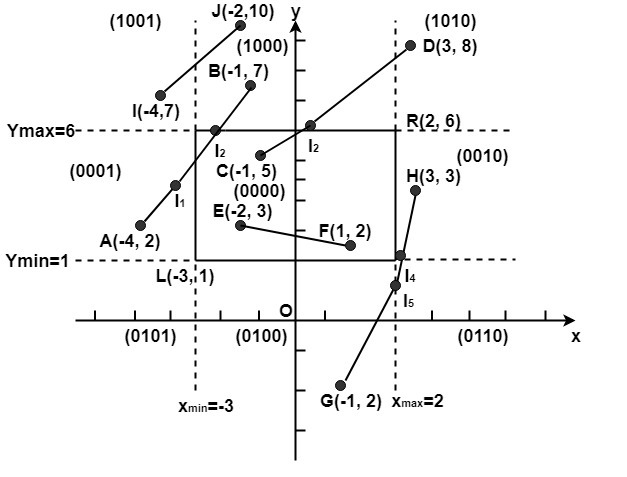 J(-2,10)
y
(1001)
(1010)
(1000)
D(3, 8)
B(-1, 7)
I(-4,7)
R(2, 6)
Ymax=6
I2
I2
(0010)
(0001)
C(-1, 5)
H(3, 3)
(0000)
I1
E(-2, 3)
F(1, 2)
A(-4, 2)
Ymin=1
L(-3, 1)
I4
I5
O
(0101)
(0100)
(0110)
x
G(-1, 2)
xmin=-3
xmax=2